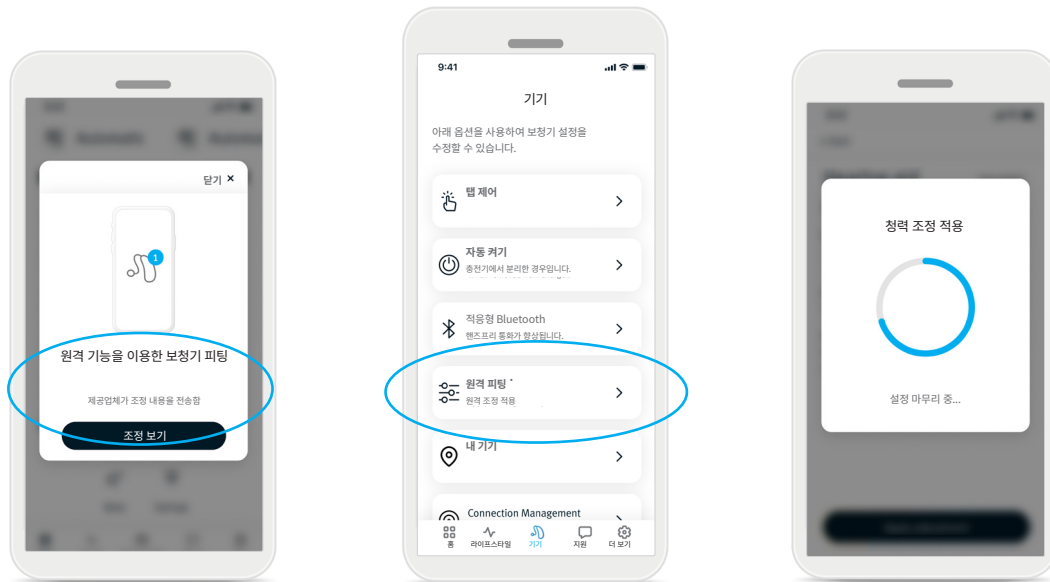 닫기 ×
1
원격 기능을 이용한 보청기 피팅
제공업체가 조정 내용을 전송함
조정 보기
9:41
기기
아래 옵션을 사용하여 보청기 설정을
수정할 수 있습니다.
탭 제어
자동 켜기
충전기에서 분리한 경우입니다.
적응형 Bluetooth
핸즈프리 통화가 향상됩니다.
원격 피팅
원격 조정 적용
내 기기
Connection Management
홈 라이프스타일 기기 지원 더 보기
청력 조정 적용
설정 마무리 중...